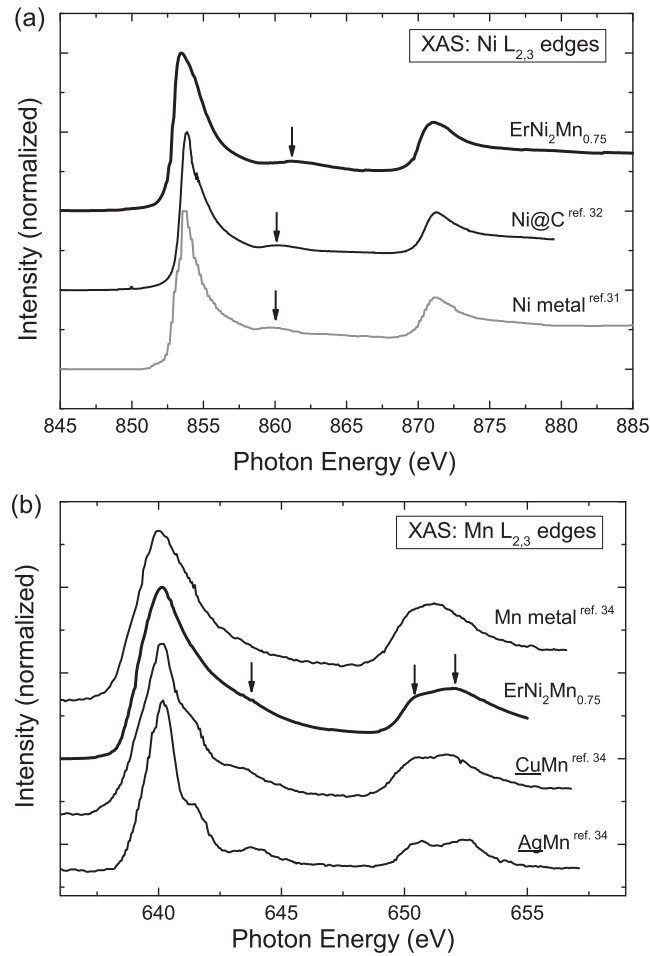 (a)
XAS: Ni L2,3 edges
ErNi2Mn0.75
Ni@C ref. 32
Ni metal ref.31
Intensity (normalized)
845 850 855 860 865 870 875 880 885
Photon Energy (eV)
(b)
XAS: Mn L2,3 edges
Mn metal ref. 34
ErNi2Mn0.75
CuMn ref. 34
AgMn ref. 34
Intensity (normalized)
640 645 650 655
Photon Energy (eV)